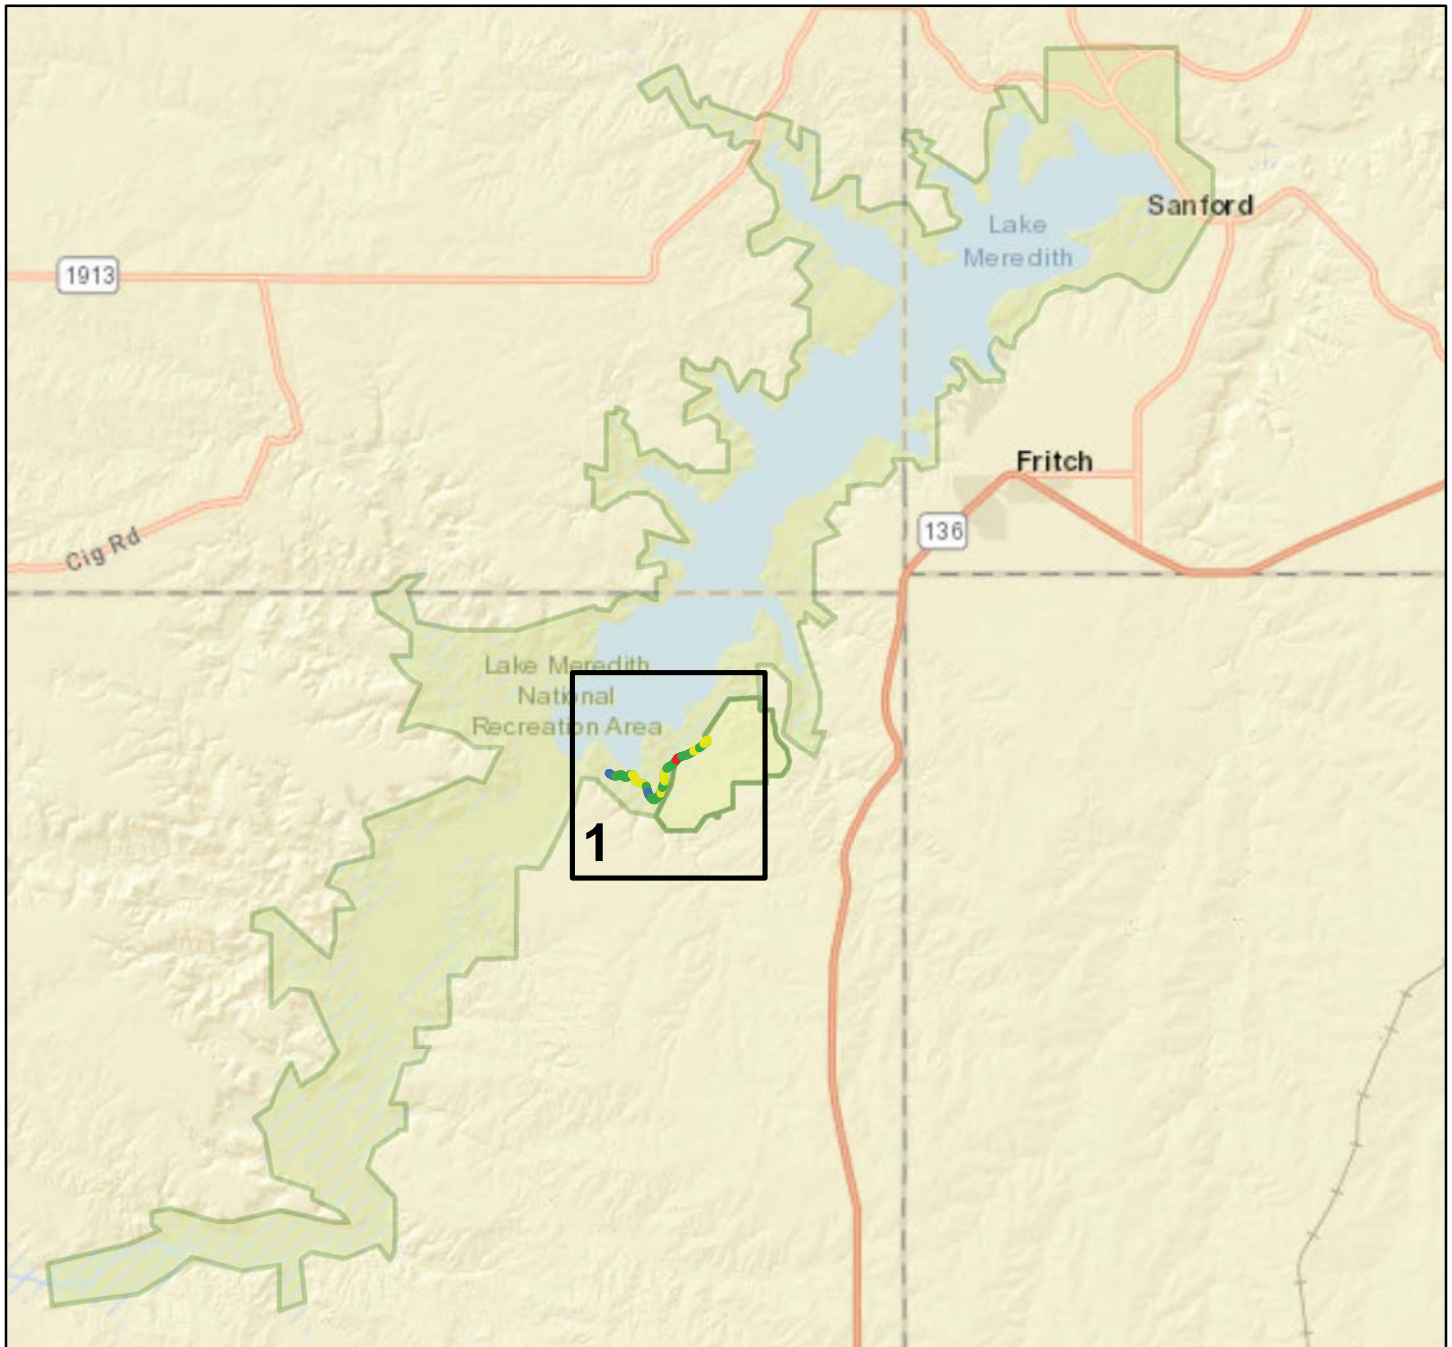 Sanford
Lake
Meredith
1913
Fritch
136
Cig Rd
Lake Meredith
National
Recreation Area
1